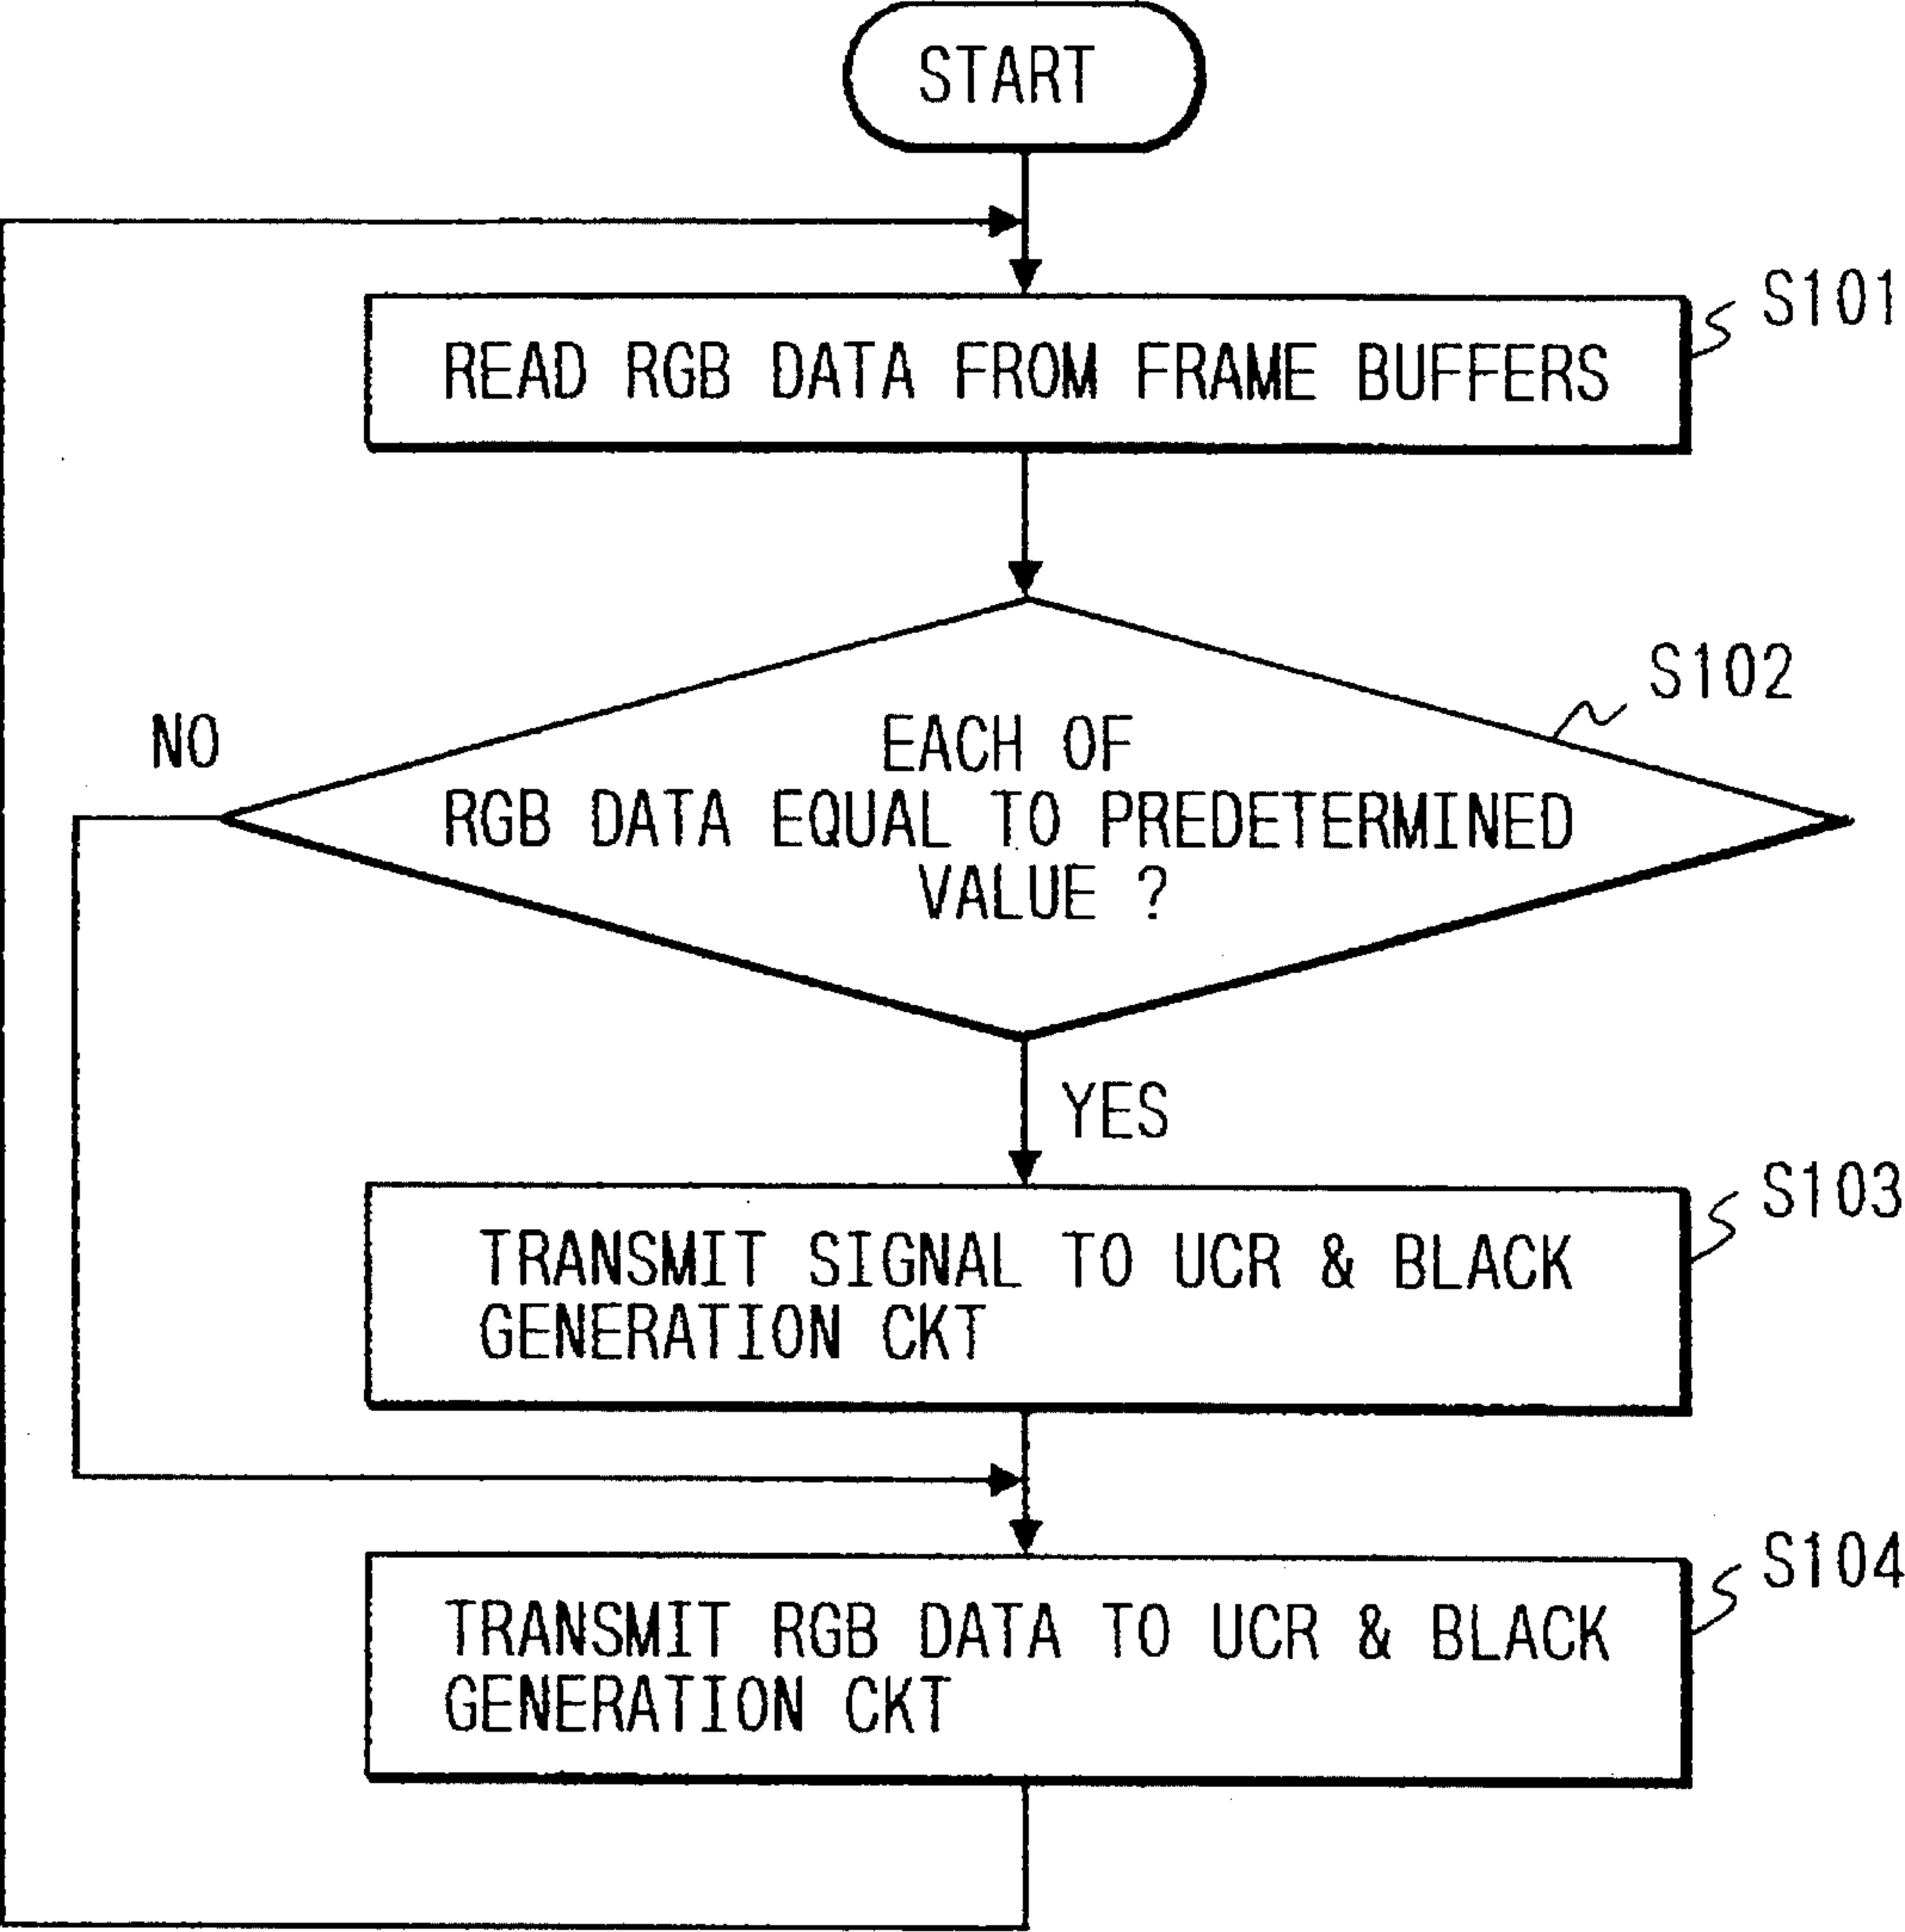 START
S101
READ RGB DATA FROM FRAME BUFFERS
S102
NO
EACH OF
RGB DATA EQUAL TO PREDETERMINED
VALUE ?
YES
S103
TRANSMIT SIGNAL TO UCR & BLACK
GENERATION CKT
S104
TRANSMIT RGB DATA TO UCR & BLACK
GENERATION CKT